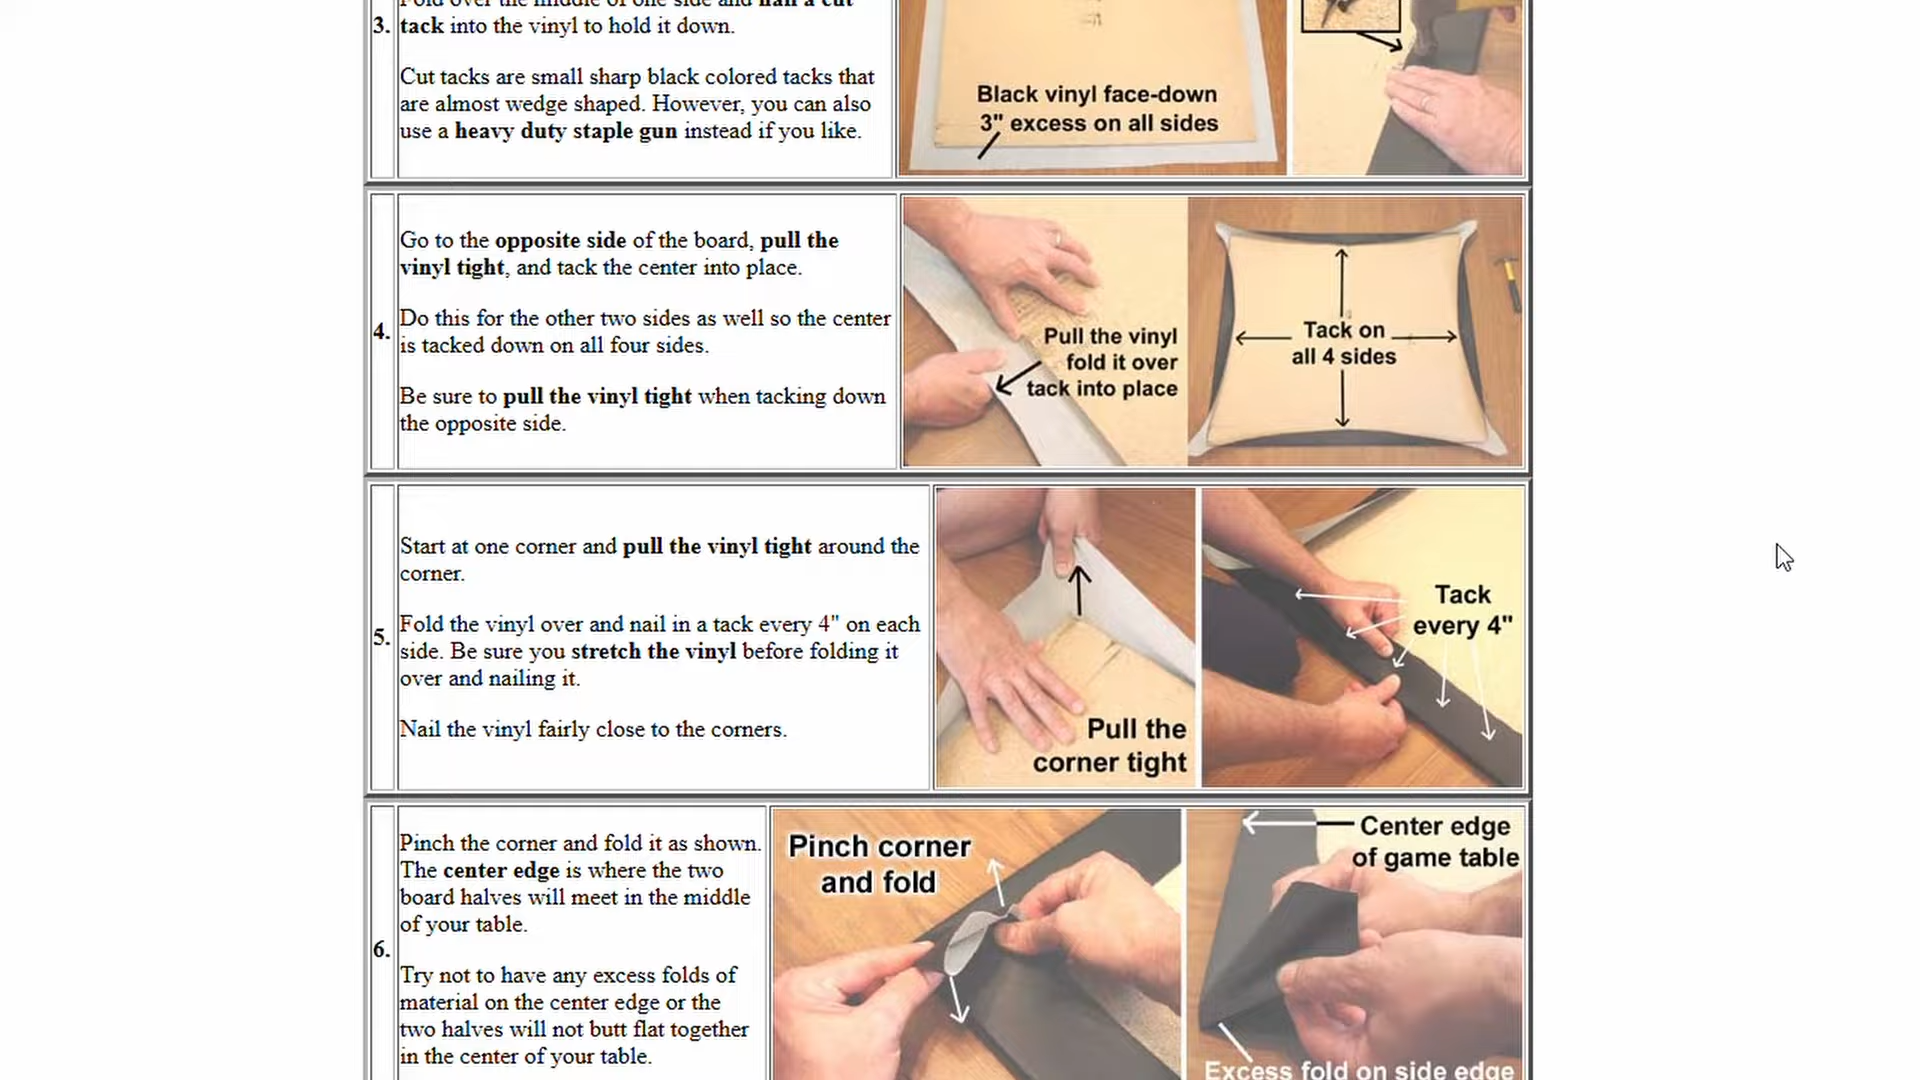 Fold over the middle of one side and nail a cut
3. tack into the vinyl to hold it down.
Cut tacks are small sharp black colored tacks that
are almost wedge shaped. However, you can also
use a heavy duty staple gun instead if you like.
Black vinyl face-down
3" excess on all sides
4.
Go to the opposite side of the board, pull the
vinyl tight, and tack the center into place.
Do this for the other two sides as well so the center
is tacked down on all four sides.
Be sure to pull the vinyl tight when tacking down
the opposite side.
Pull the vinyl
fold it over
tack into place
Tack on
all 4 sides
5.
Start at one corner and pull the vinyl tight around the
corner.
Fold the vinyl over and nail in a tack every 4" on each
side. Be sure you stretch the vinyl before folding it
over and nailing it.
Nail the vinyl fairly close to the corners.
Pull the
corner tight
Tack
every 4"
6.
Pinch the corner and fold it as shown.
The center edge is where the two
board halves will meet in the middle
of your table.
Try not to have any excess folds of
material on the center edge or the
two halves will not butt flat together
in the center of your table.
Pinch corner
and fold
Center edge
of game table
Excess fold on side edge